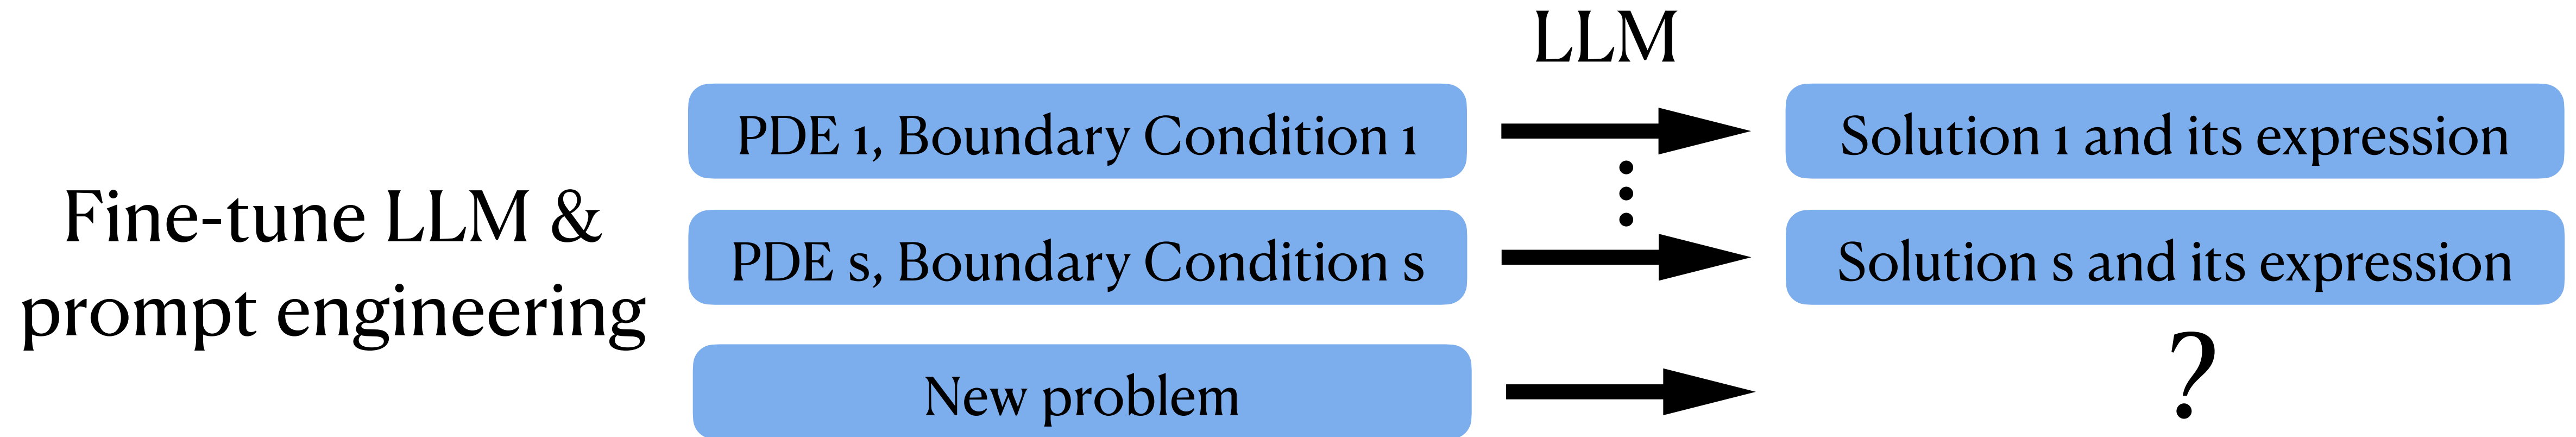 LLM
PDE 1, Boundary Condition 1
Solution 1 and its expression
Fine-tune LLM &
prompt engineering
PDE s, Boundary Condition s
Solution s and its expression
New problem
?